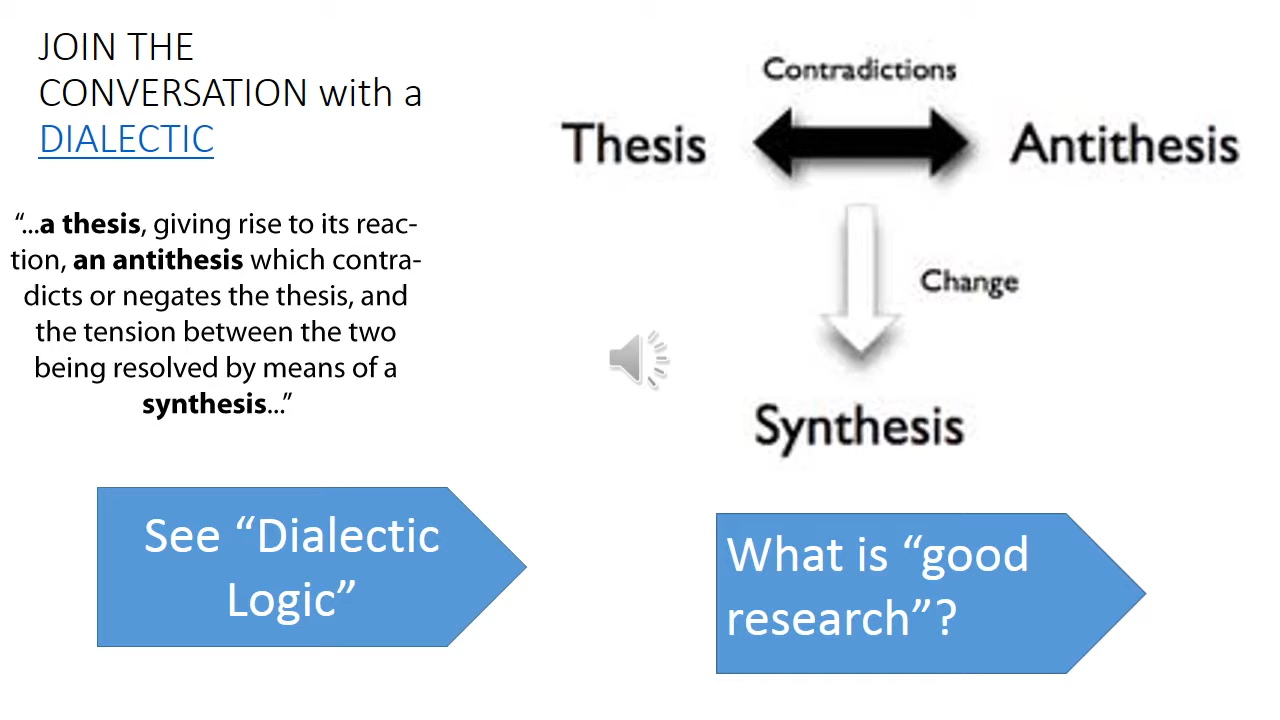 JOIN THE
CONVERSATION with a
DIALECTIC
“...a thesis, giving rise to its reac-
tion, an antithesis which contra-
dicts or negates the thesis, and
the tension between the two
being resolved by means of a
synthesis...”
Contradictions
Thesis
Antithesis
Change
Synthesis
See “Dialectic
Logic”
What is “good
research”?